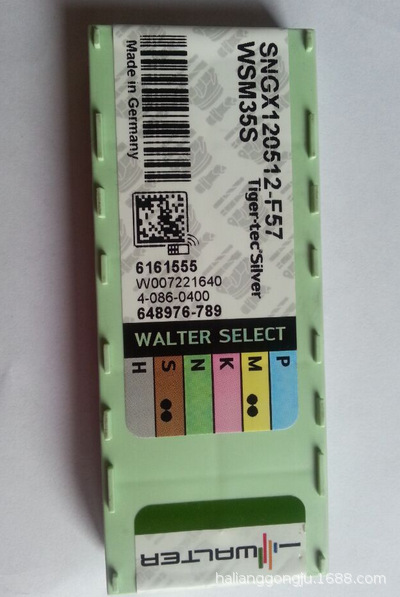 SNGX120512-F57
WSM35S
Tiger·tec®Silver
Made in Germany
6161555
W007221640
4-086-0400
648976-789
WALTER SELECT
P
M
K
N
S
H
WALTER
hailianggongju.1688.com